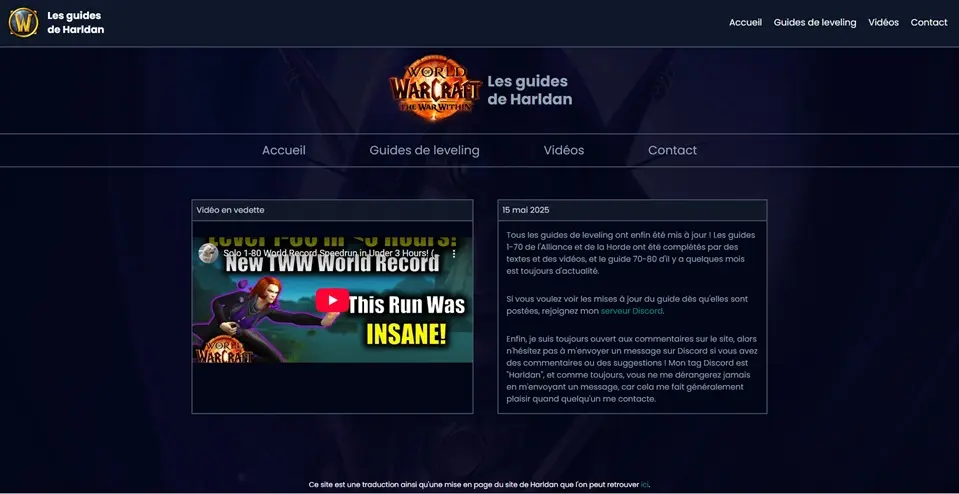 Les guides
de Harldan
Accueil Guides de leveling Vidéos Contact
WORLD
WARCRAFT
THE WAR WITHIN
Les guides
de Harldan
Accueil Guides de leveling Vidéos Contact
Vidéo en vedette
Level 1-80 in <3 Hours!
Solo 1-80 World Record Speedrun in Under 3 Hours! (...
New TWW World Record
This Run Was
INSANE!
WORLD
WARCRAFT
15 mai 2025
Tous les guides de leveling ont enfin été mis à jour ! Les guides
1-70 de l'Alliance et de la Horde ont été complétés par des
textes et des vidéos, et le guide 70-80 d'il y a quelques mois
est toujours d'actualité.
Si vous voulez voir les mises à jour du guide dès qu'elles sont
postées, rejoignez mon serveur Discord.
Enfin, je suis toujours ouvert aux commentaires sur le site, alors
n'hésitez pas à m'envoyer un message sur Discord si vous avez
des commentaires ou des suggestions ! Mon tag Discord est
"Harldan", et comme toujours, vous ne me dérangerez jamais
en m'envoyant un message, car cela me fait généralement
plaisir quand quelqu'un me contacte.
Ce site est une traduction ainsi qu'une mise en page du site de Harldan que l'on peut retrouver ici.